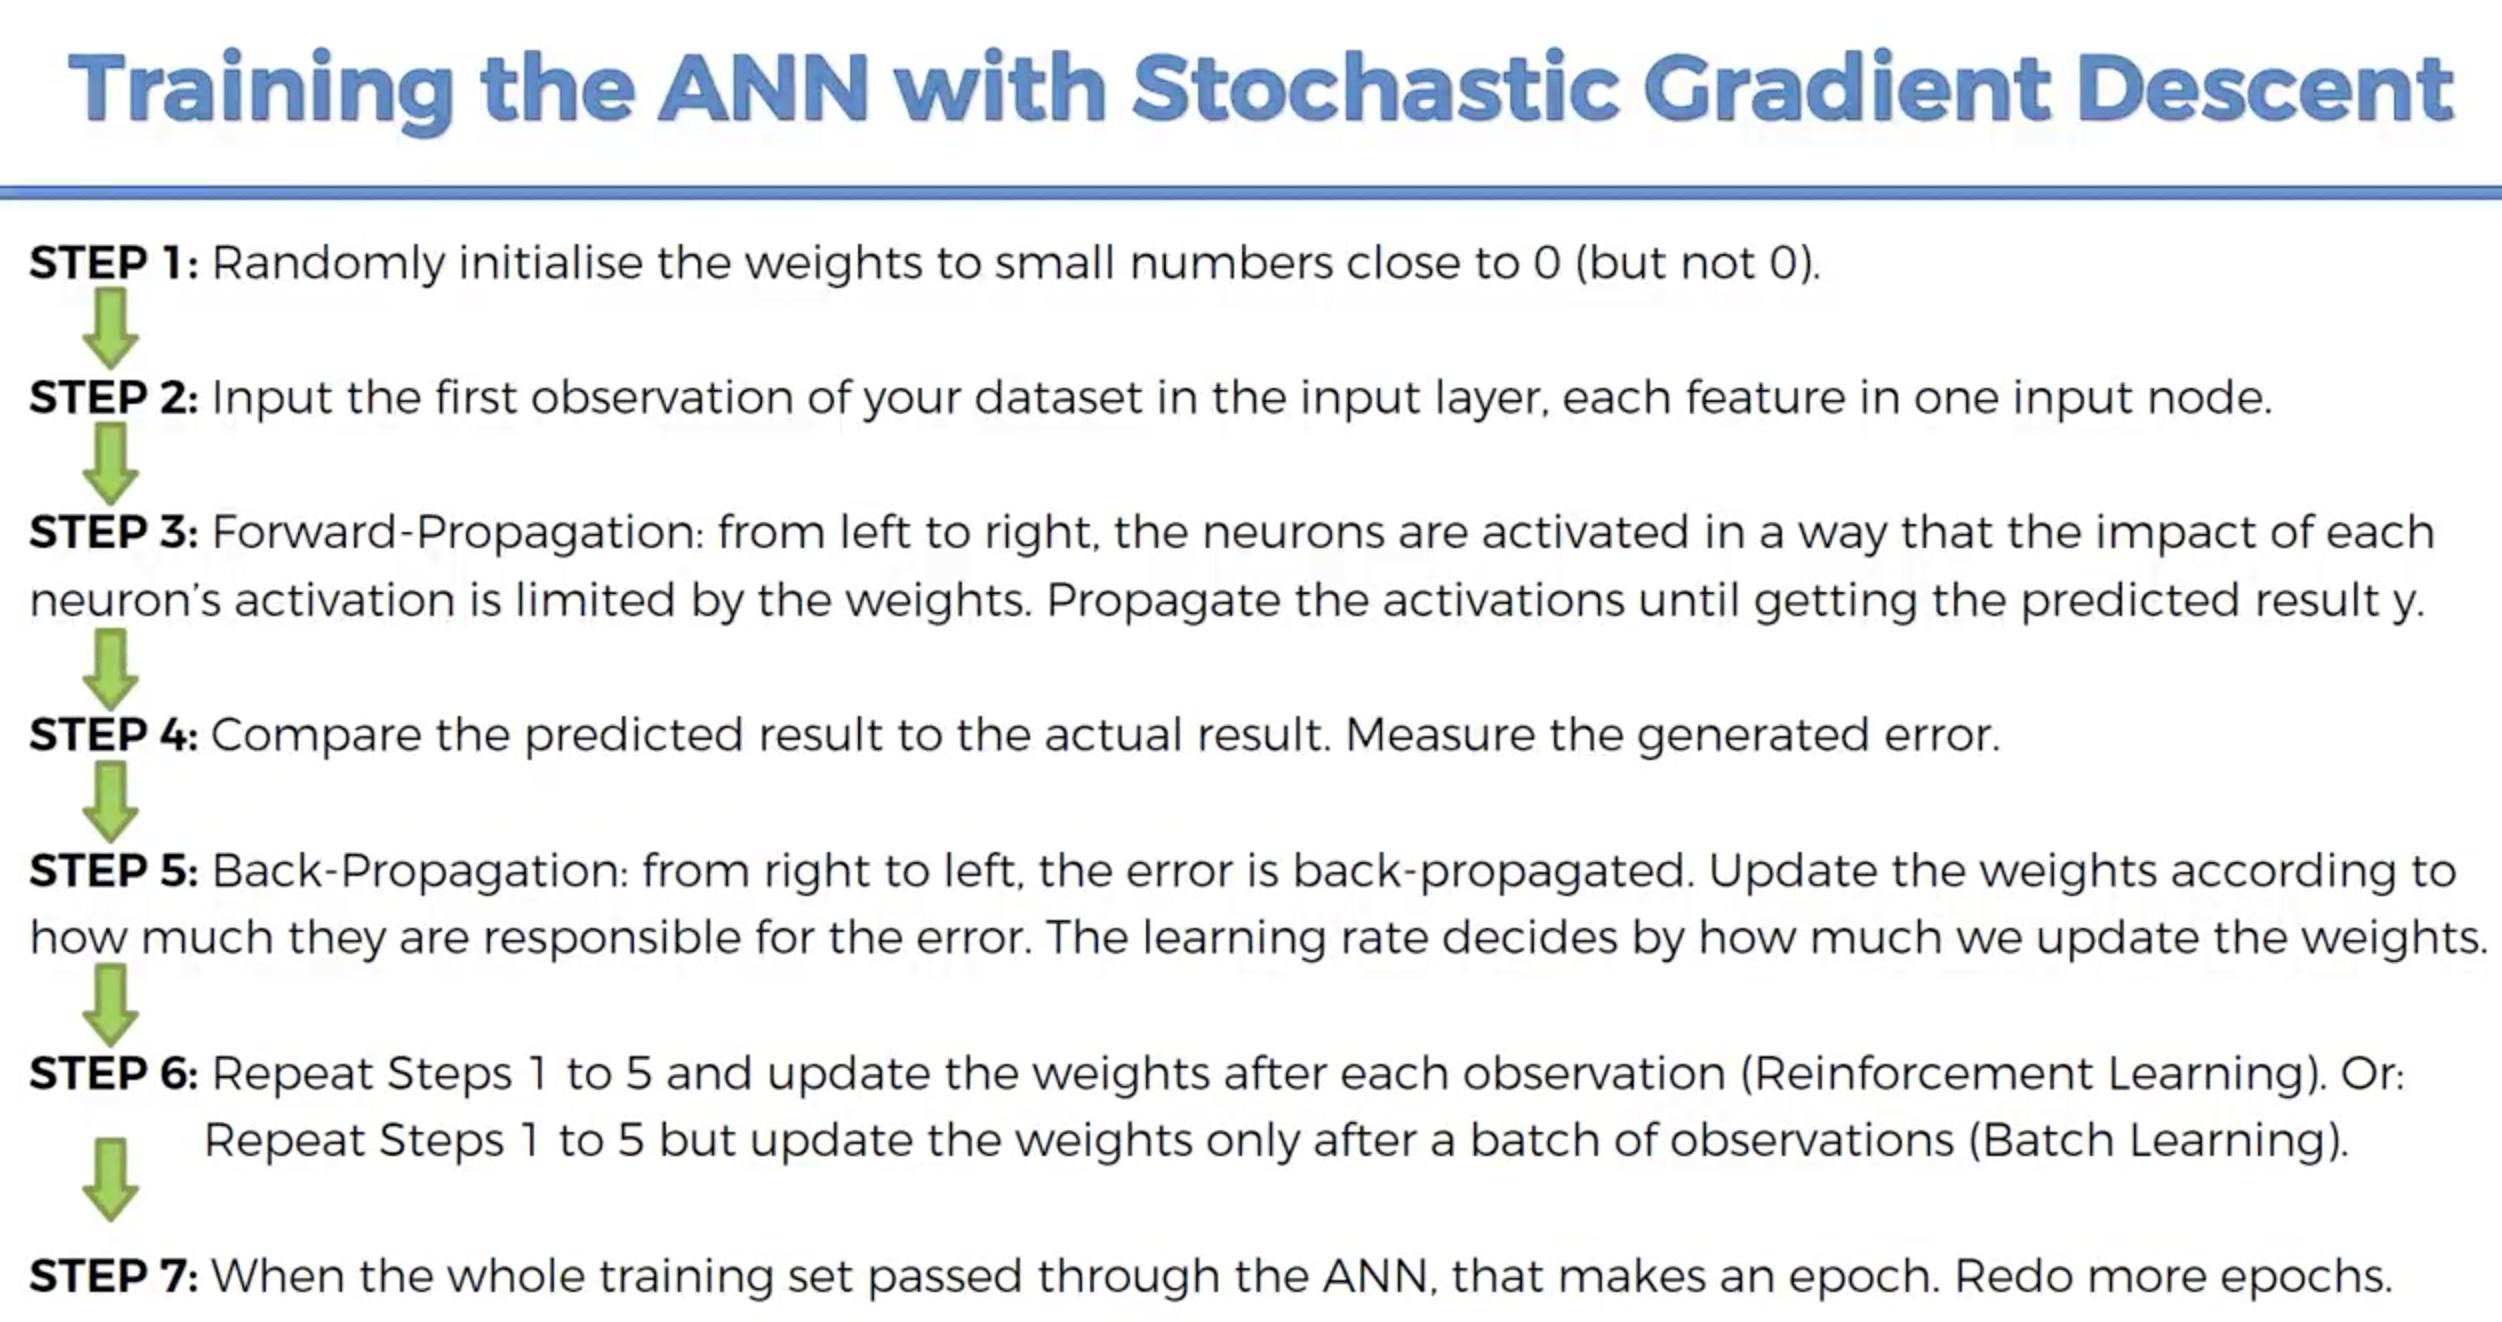 Training the ANN with Stochastic Gradient Descent
STEP 1: Randomly initialise the weights to small numbers close to 0 (but not 0).
STEP 2: Input the first observation of your dataset in the input layer, each feature in one input node.
STEP 3: Forward-Propagation: from left to right, the neurons are activated in a way that the impact of each
neuron's activation is limited by the weights. Propagate the activations until getting the predicted result y.
STEP 4: Compare the predicted result to the actual result. Measure the generated error.
STEP 5: Back-Propagation: from right to left, the error is back-propagated. Update the weights according to
how much they are responsible for the error. The learning rate decides by how much we update the weights.
STEP 6: Repeat Steps 1 to 5 and update the weights after each observation (Reinforcement Learning). Or:
Repeat Steps 1 to 5 but update the weights only after a batch of observations (Batch Learning).
STEP 7: When the whole training set passed through the ANN, that makes an epoch. Redo more epochs.